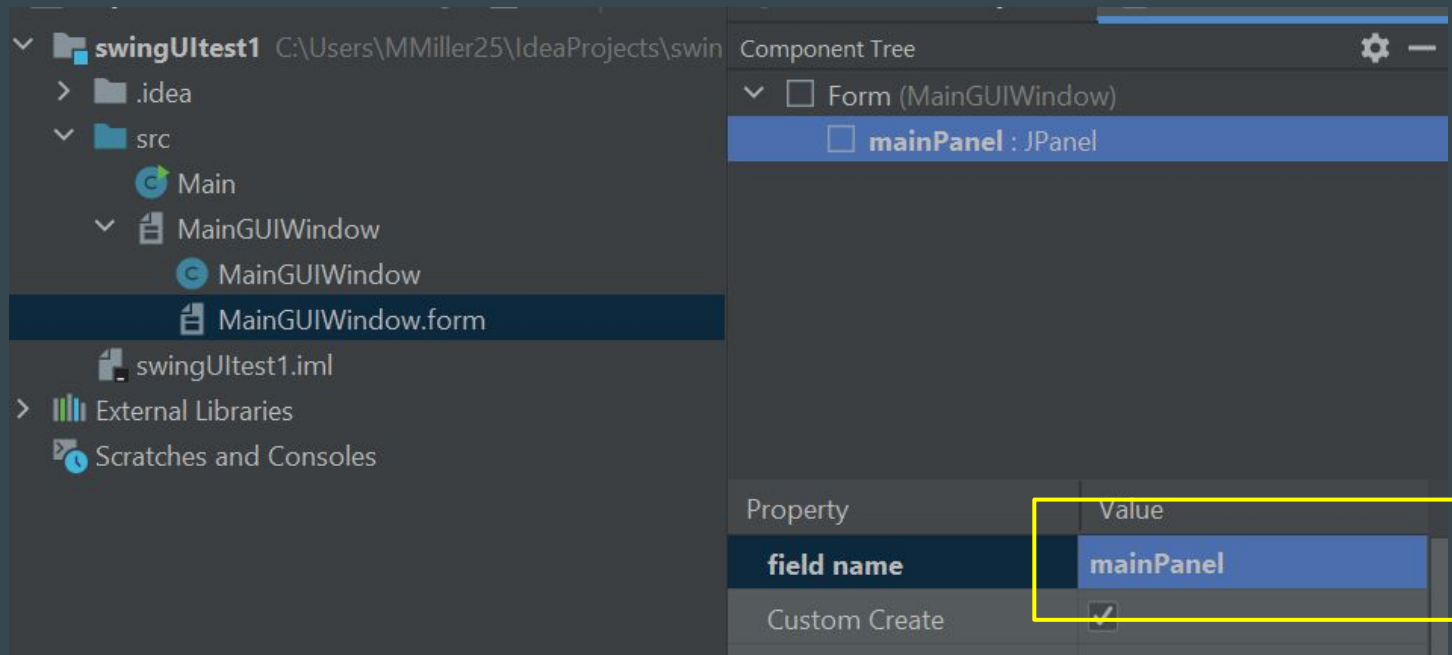 swingUItest1 C:\Users\MMiller25\IdeaProjects\swin
.idea
src
Main
MainGUIWindow
MainGUIWindow
MainGUIWindow.form
swingUItest1.iml
External Libraries
Scratches and Consoles
Component Tree
Form (MainGUIWindow)
mainPanel : JPanel
Property Value
field name mainPanel
Custom Create